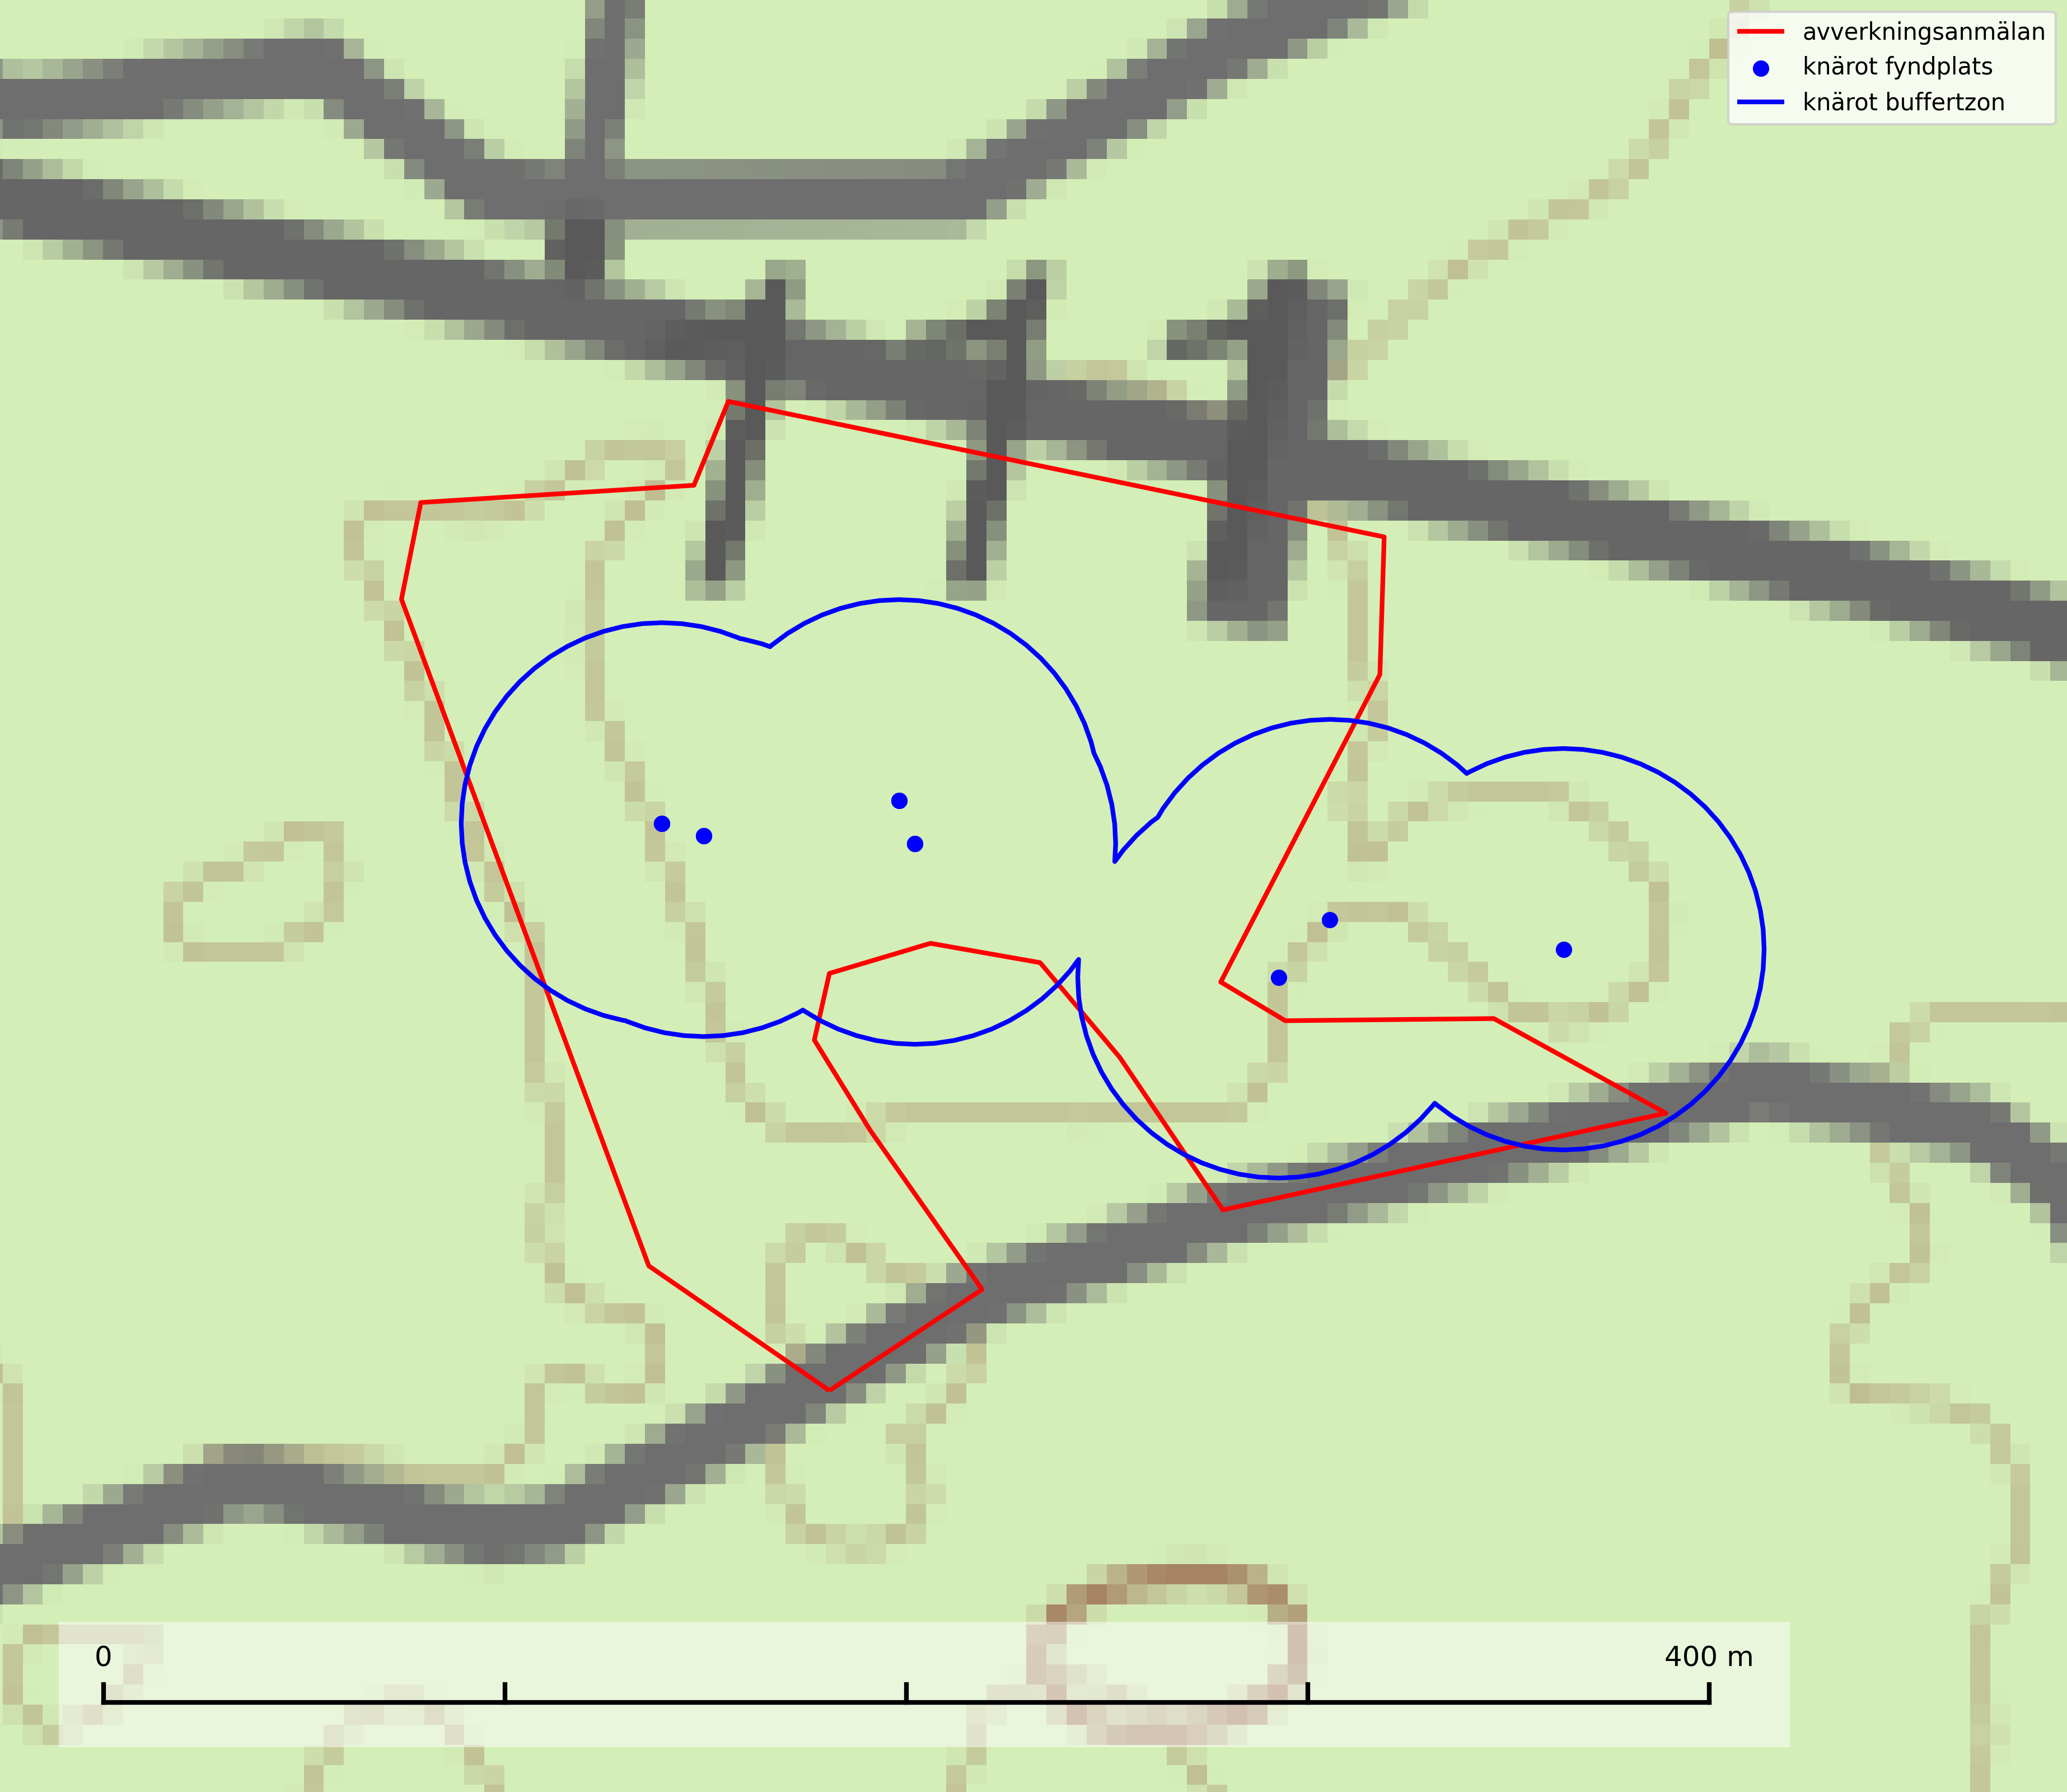 avverkningsanmälan
knärot fyndplats
knärot buffertzon
0
400 m